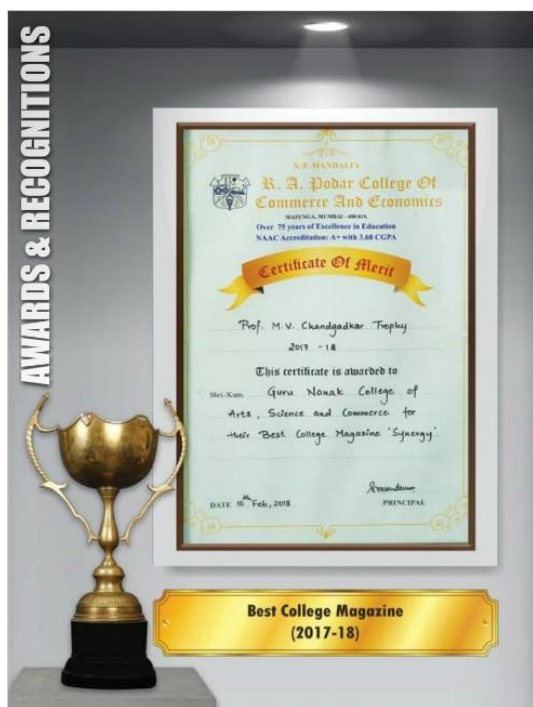 AWARDS & RECOGNITIONS
S. P. MANDALI's
R. A. Podar College Of
Commerce And Economics
MATUNGA, MUMBAI - 400 019.
Over 75 years of Excellence in Education
NAAC Accreditation: A+ with 3.68 CGPA
Certificate Of Merit
Prof. M.V. Chandgadkar Trophy
2017 - 18
This certificate is awarded to
Shri./Kum. Guru Nanak College of
Arts, Science and Commerce for
their Best College Magazine 'Synergy'.
DATE 10th Feb, 2018
PRINCIPAL
Best College Magazine
(2017-18)